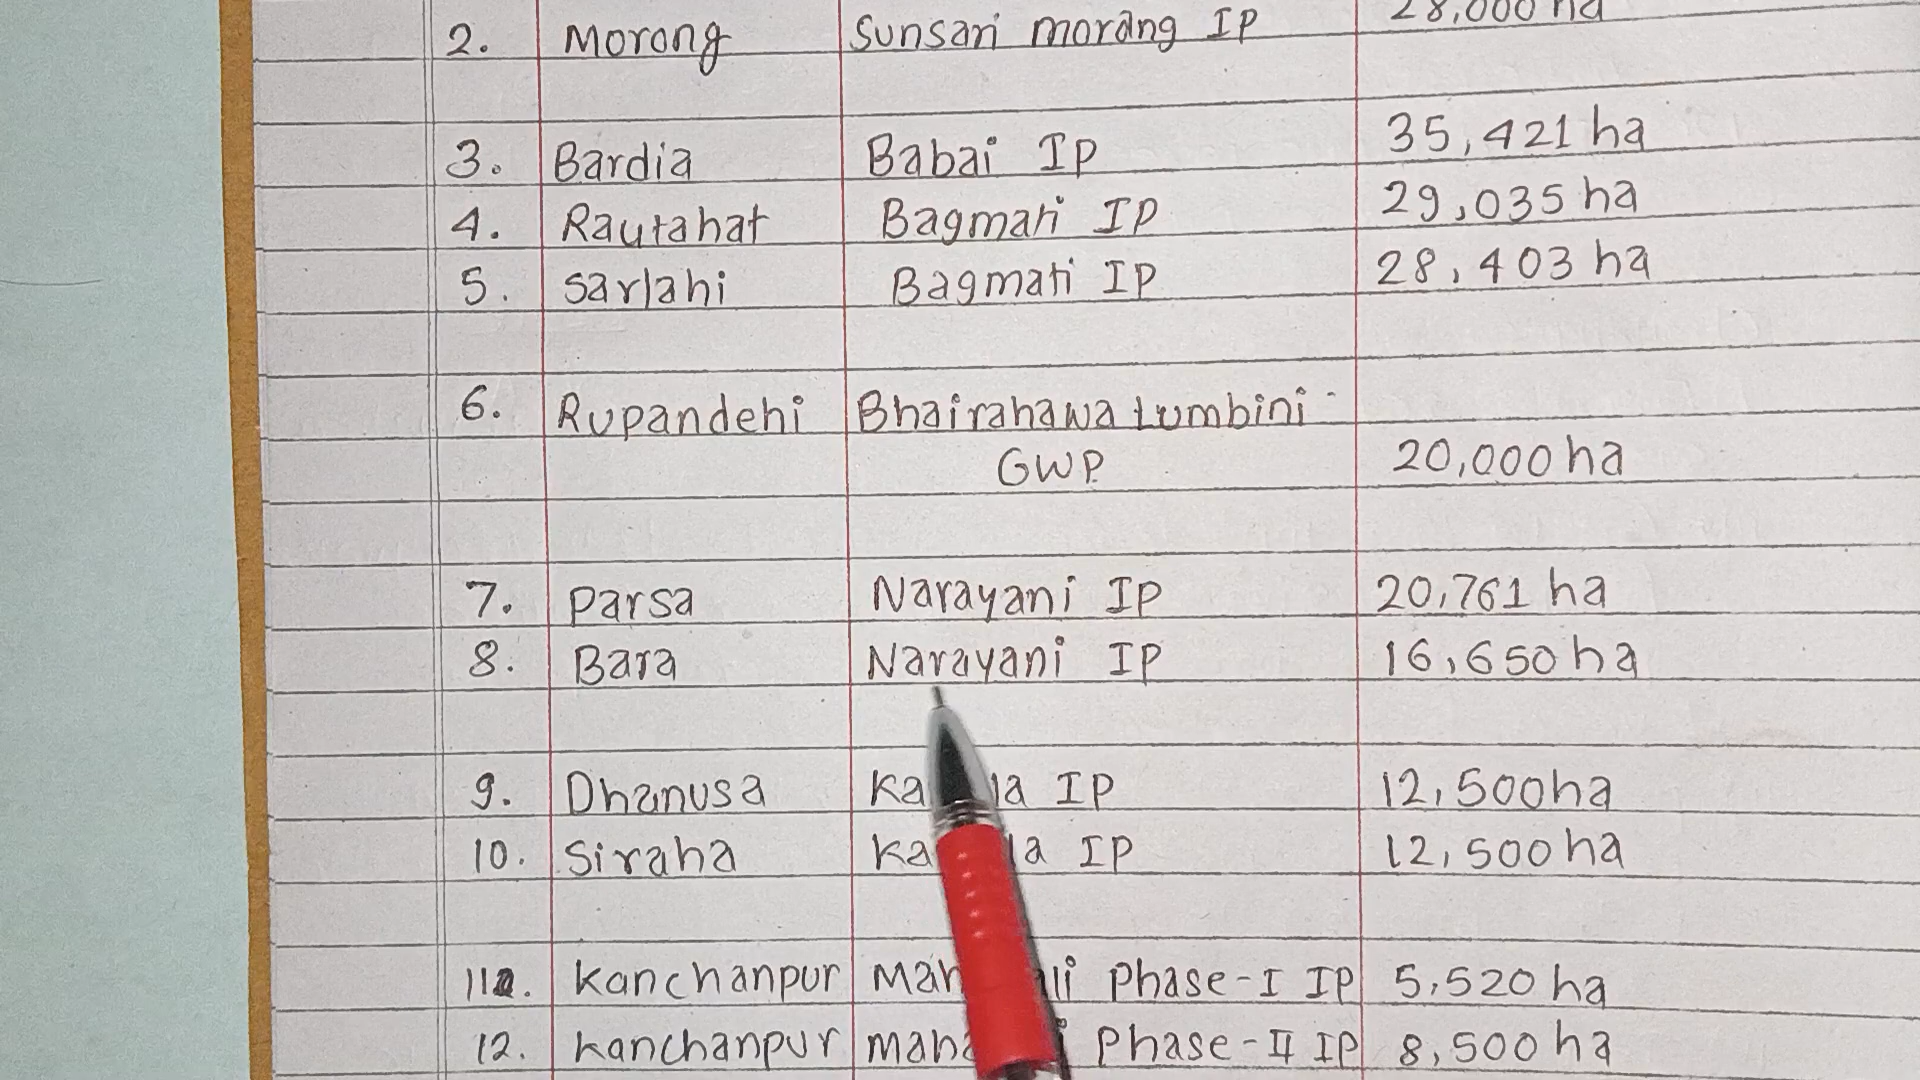 2. Morong Sunsari morang IP 28,000 ha
3. Bardia Babai IP 35,421 ha
4. Rautahat Bagmati IP 29,035 ha
5. Sarlahi Bagmati IP 28,403 ha
6. Rupandehi Bhairahawa Lumbini
GWP 20,000 ha
7. Parsa Narayani IP 20,761 ha
8. Bara Narayani IP 16,650 ha
9. Dhanusa IP 12,500 ha
10. Siraha IP 12,500 ha
11. Kanchanpur Phase-I IP 5,520 ha
12. Kanchanpur Phase-II IP 8,500 ha